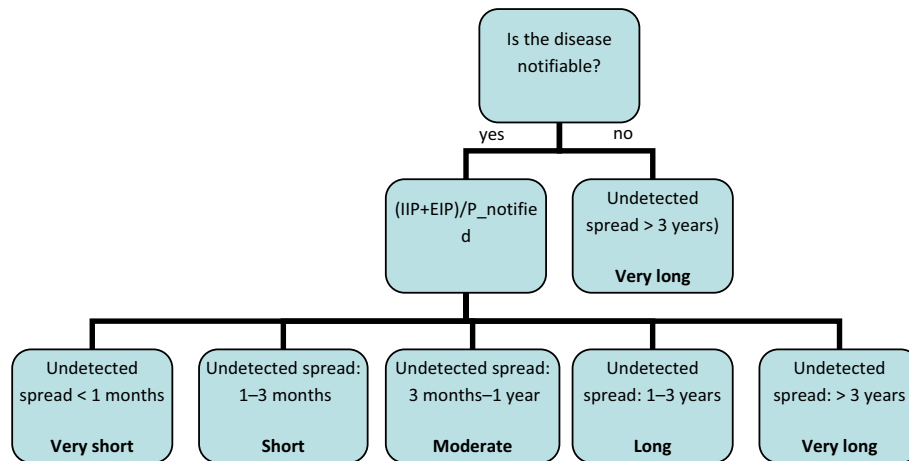 Is the disease
notifiable?
yes
no
(IIP+EIP)/P_notifie
d
Undetected
spread > 3 years)
Very long
Undetected
spread < 1 months
Very short
Undetected spread:
1–3 months
Short
Undetected spread:
3 months–1 year
Moderate
Undetected
spread: 1–3 years
Long
Undetected
spread: > 3 years
Very long